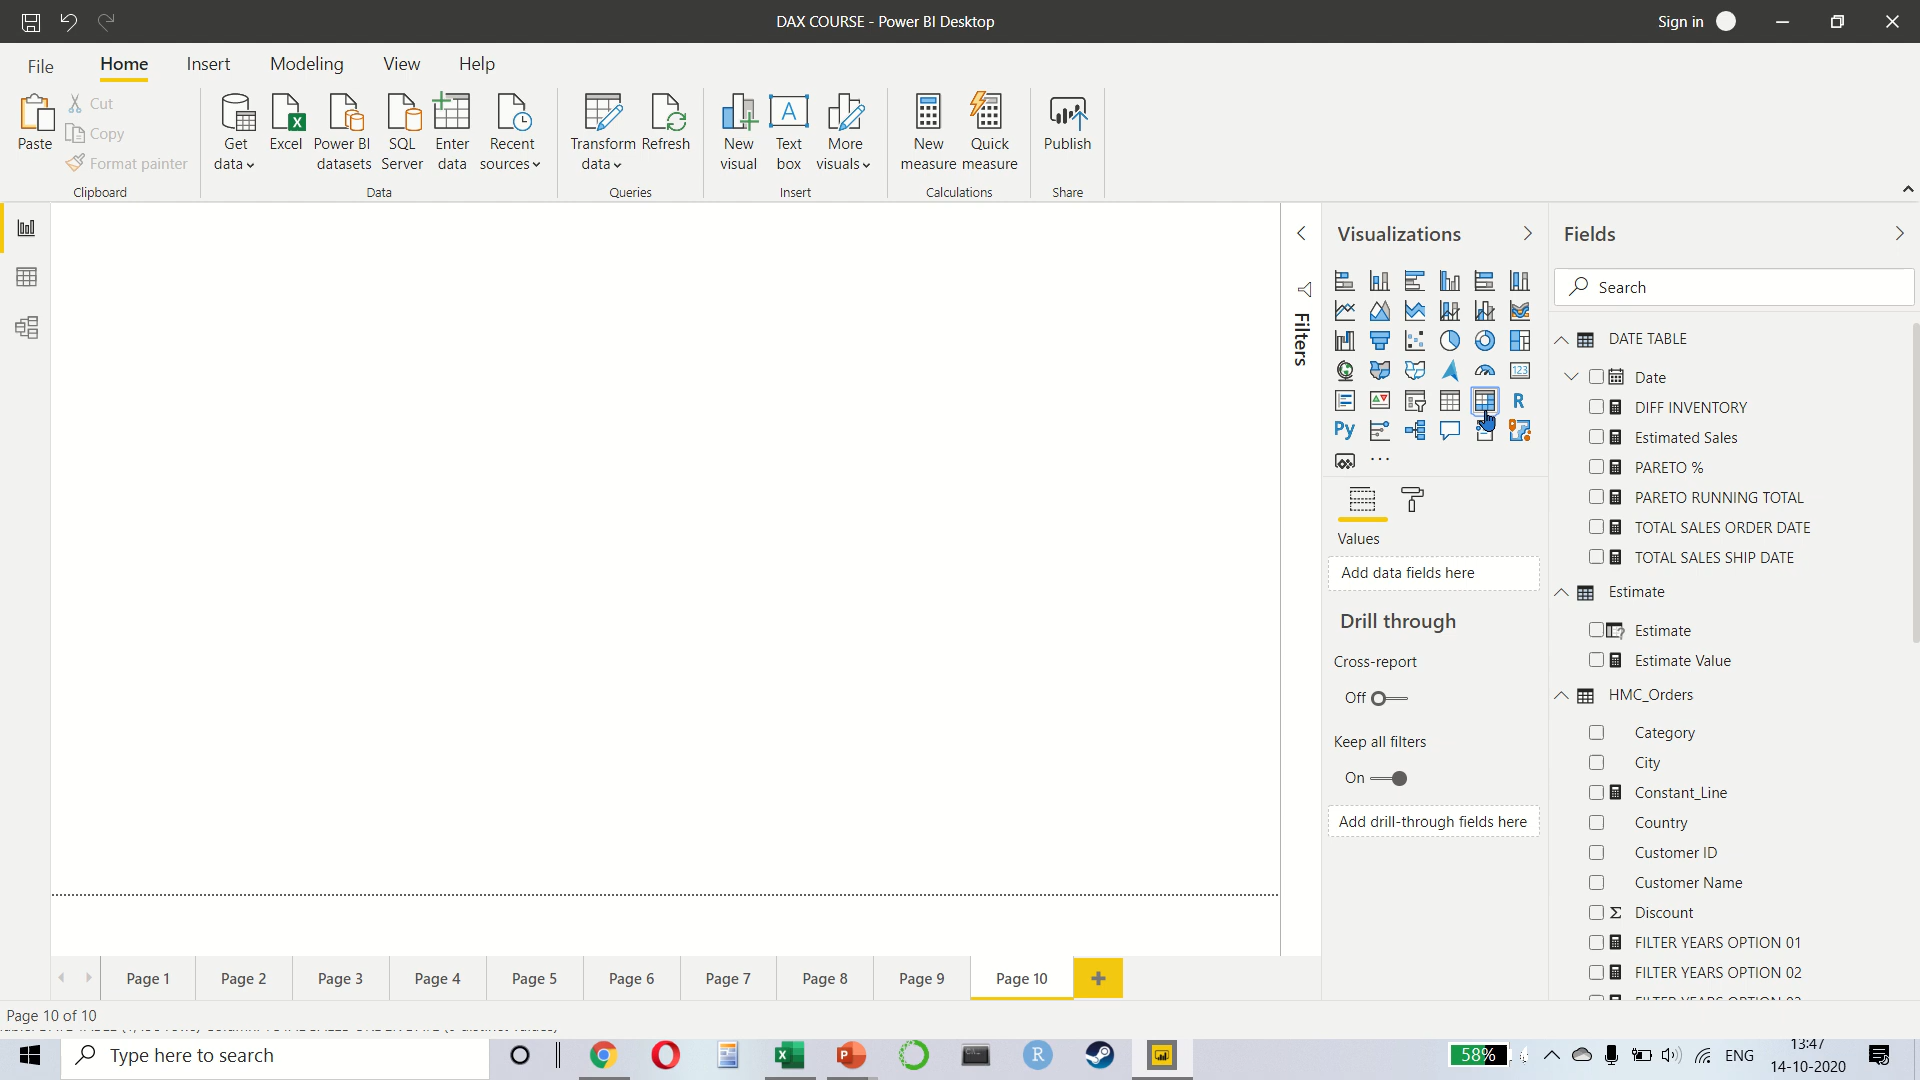 DAX COURSE - Power BI Desktop
Sign in
File Home Insert Modeling View Help
Paste
Cut
Copy
Format painter
Clipboard
Get data
Excel
Power BI datasets
SQL Server
Enter data
Recent sources
Data
Transform data
Refresh
Queries
New visual
Text box
More visuals
Insert
New measure
Quick measure
Calculations
Publish
Share
Filters
Visualizations
123
R
Py
Values
Add data fields here
Drill through
Cross-report
Off
Keep all filters
On
Add drill-through fields here
Fields
Search
DATE TABLE
Date
DIFF INVENTORY
Estimated Sales
PARETO %
PARETO RUNNING TOTAL
TOTAL SALES ORDER DATE
TOTAL SALES SHIP DATE
Estimate
Estimate
Estimate Value
HMC_Orders
Category
City
Constant_Line
Country
Customer ID
Customer Name
Discount
FILTER YEARS OPTION 01
FILTER YEARS OPTION 02
Page 1 Page 2 Page 3 Page 4 Page 5 Page 6 Page 7 Page 8 Page 9 Page 10
Page 10 of 10
Type here to search
58%
ENG
13:47
14-10-2020